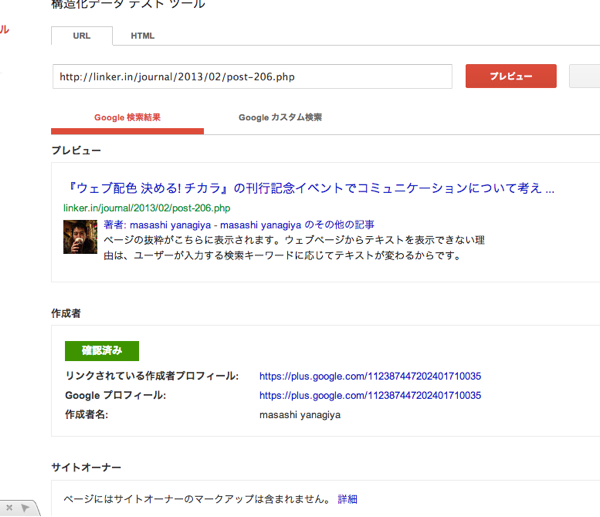 構造化データ テスト ツール
ル
URL
HTML
http://linker.in/journal/2013/02/post-206.php
プレビュー
Google 検索結果
Google カスタム検索
プレビュー
『ウェブ配色 決める! チカラ』の刊行記念イベントでコミュニケーションについて考え ...
linker.in/journal/2013/02/post-206.php
著者: masashi yanagiya - masashi yanagiya のその他の記事
ページの抜粋がこちらに表示されます。ウェブページからテキストを表示できない理
由は、ユーザーが入力する検索キーワードに応じてテキストが変わるからです。
作成者
確認済み
リンクされている作成者プロフィール: https://plus.google.com/112387447202401710035
Google プロフィール: https://plus.google.com/112387447202401710035
作成者名: masashi yanagiya
サイトオーナー
ページにはサイトオーナーのマークアップは含まれません。 詳細